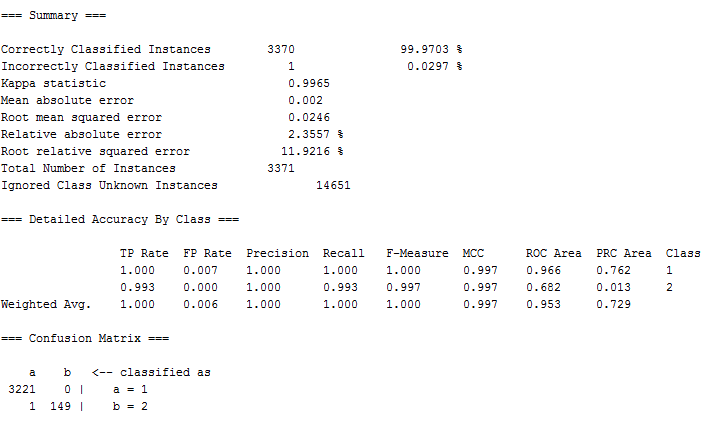 === Summary ===
Correctly Classified Instances 3370 99.9703 %
Incorrectly Classified Instances 1 0.0297 %
Kappa statistic 0.9965
Mean absolute error 0.002
Root mean squared error 0.0246
Relative absolute error 2.3557 %
Root relative squared error 11.9216 %
Total Number of Instances 3371
Ignored Class Unknown Instances 14651
=== Detailed Accuracy By Class ===
TP Rate FP Rate Precision Recall F-Measure MCC ROC Area PRC Area Class
1.000 0.007 1.000 1.000 1.000 0.997 0.966 0.762 1
0.993 0.000 1.000 0.993 0.997 0.997 0.682 0.013 2
Weighted Avg. 1.000 0.006 1.000 1.000 1.000 0.997 0.953 0.729
=== Confusion Matrix ===
a b <-- classified as
3221 0 | a = 1
1 149 | b = 2